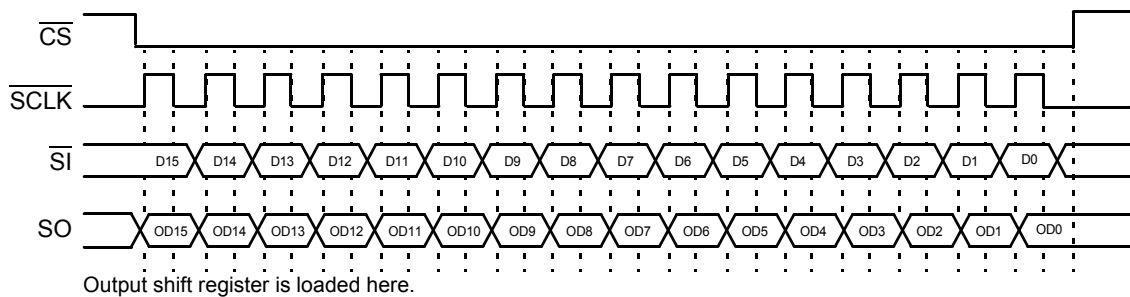 CS
SCLK
SI D15 D14 D13 D12 D11 D10 D9 D8 D7 D6 D5 D4 D3 D2 D1 D0
SO OD15 OD14 OD13 OD12 OD11 OD10 OD9 OD8 OD7 OD6 OD5 OD4 OD3 OD2 OD1 OD0
Output shift register is loaded here.